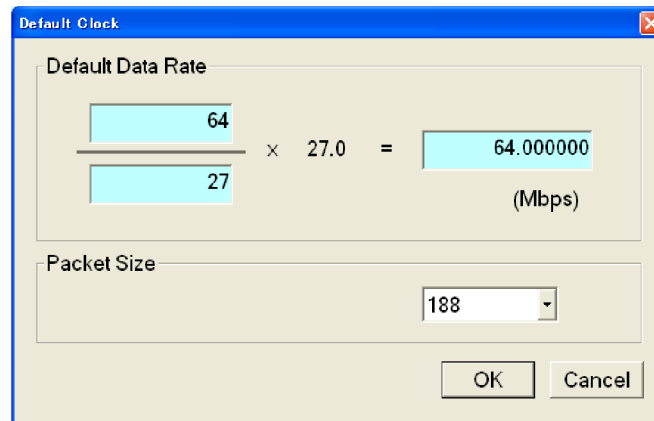 Default Clock
Default Data Rate
64
27
× 27.0 = 64.000000
(Mbps)
Packet Size
188
OK Cancel